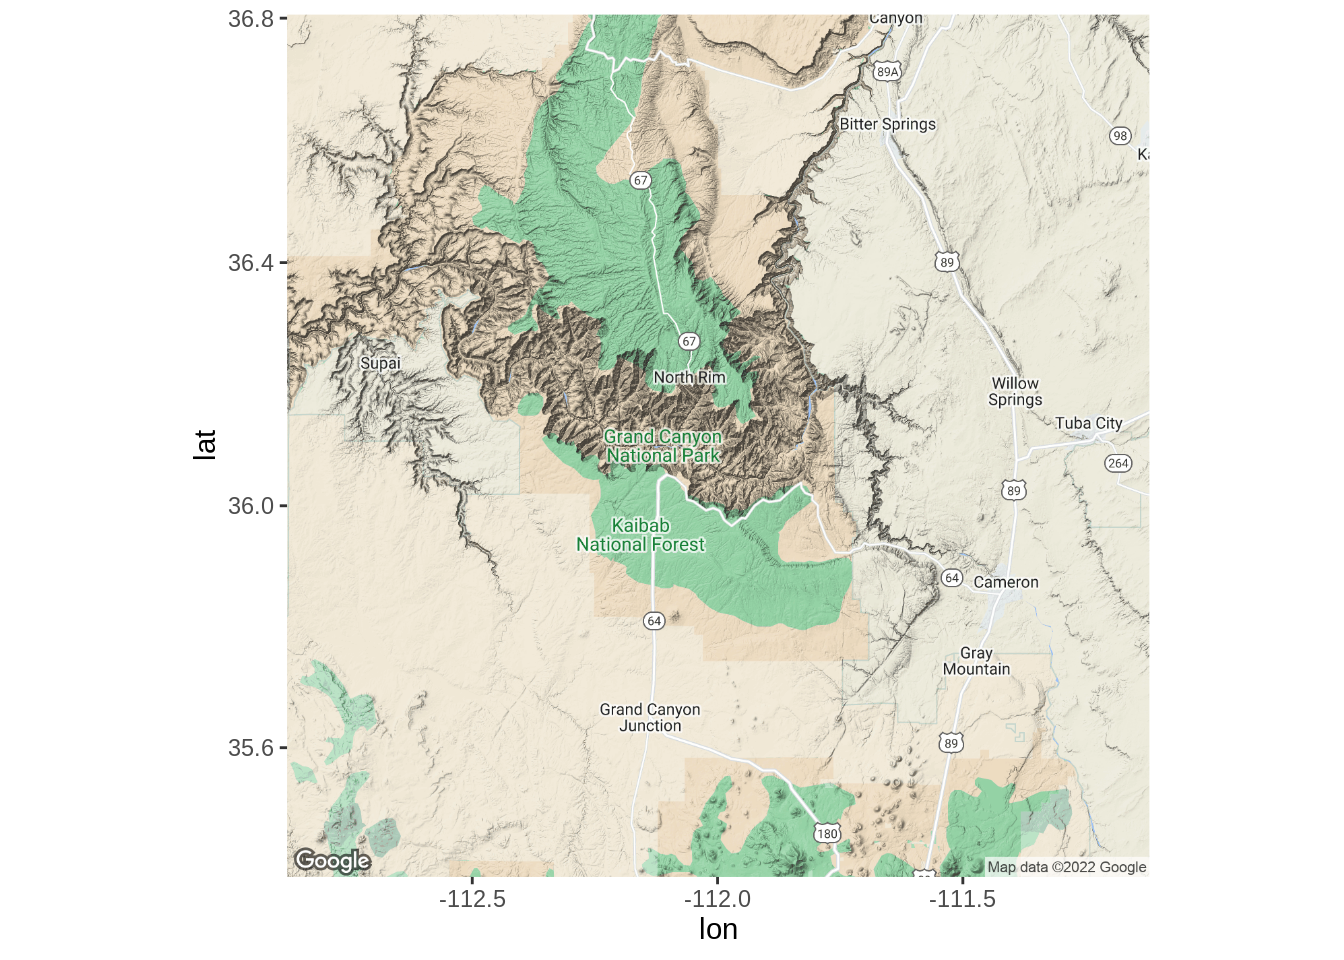 36.8
Canyon
89A
Bitter Springs
98
67
36.4
89
67
Supai
North Rim
Willow
Springs
Tuba City
lat
Grand Canyon
National Park
264
89
36.0
Kaibab
National Forest
64
Cameron
64
Gray
Mountain
Grand Canyon
Junction
35.6
89
180
Google
Map data ©2022 Google
-112.5
-112.0
-111.5
lon